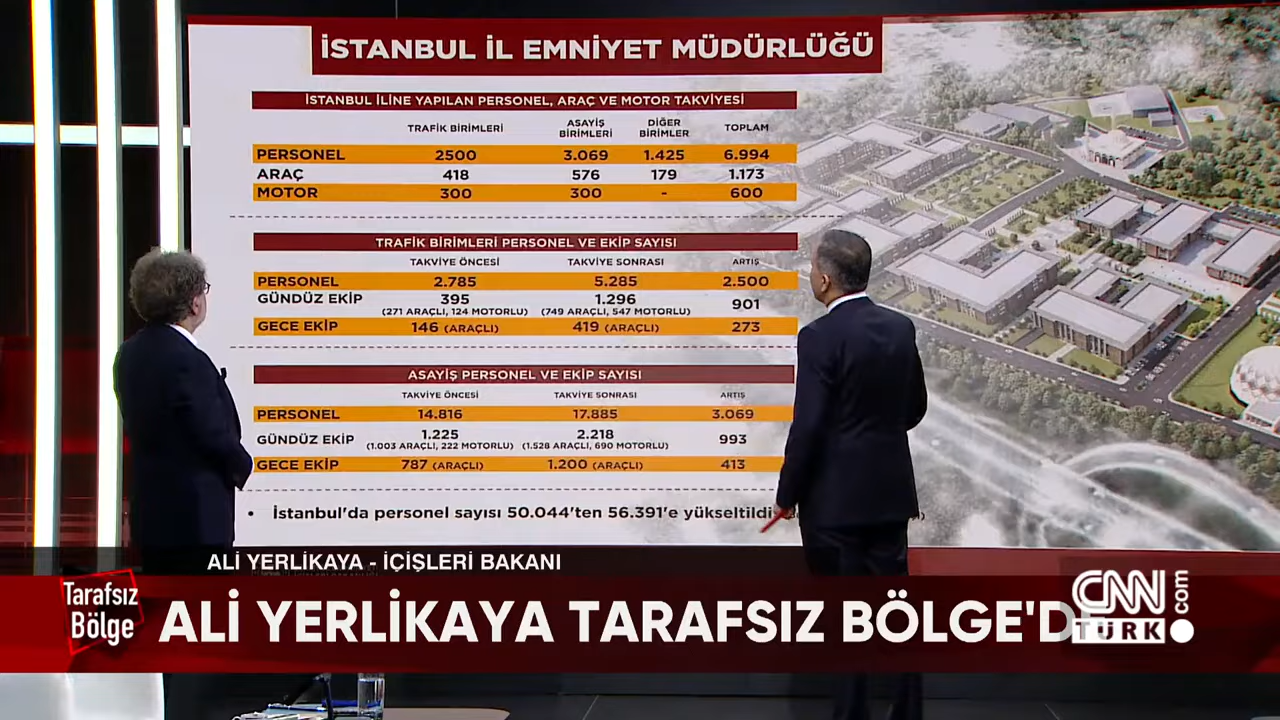 İSTANBUL İL EMNİYET MÜDÜRLÜĞÜ
İSTANBUL İLİNE YAPILAN PERSONEL, ARAÇ VE MOTOR TAKVİYESİ
TRAFİK BİRİMLERİ ASAYİŞ BİRİMLERİ DİĞER BİRİMLER TOPLAM
PERSONEL 2500 3.069 1.425 6.994
ARAÇ 418 576 179 1.173
MOTOR 300 300 - 600
TRAFİK BİRİMLERİ PERSONEL VE EKİP SAYISI
TAKVİYE ÖNCESİ TAKVİYE SONRASI ARTIŞ
PERSONEL 2.785 5.285 2.500
GÜNDÜZ EKİP 395 1.296 901
(271 ARAÇLI, 124 MOTORLU) (749 ARAÇLI, 547 MOTORLU)
GECE EKİP 146 (ARAÇLI) 419 (ARAÇLI) 273
ASAYİŞ PERSONEL VE EKİP SAYISI
TAKVİYE ÖNCESİ TAKVİYE SONRASI ARTIŞ
PERSONEL 14.816 17.885 3.069
GÜNDÜZ EKİP 1.225 2.218 993
(1.003 ARAÇLI, 222 MOTORLU) (1.528 ARAÇLI, 690 MOTORLU)
GECE EKİP 787 (ARAÇLI) 1.200 (ARAÇLI) 413
• İstanbul'da personel sayısı 50.044'ten 56.391'e yükseltildi
ALİ YERLİKAYA - İÇİŞLERİ BAKANI
Tarafsız
Bölge
ALİ YERLİKAYA TARAFSIZ BÖLGE'DE
CNN
TÜRK
.com